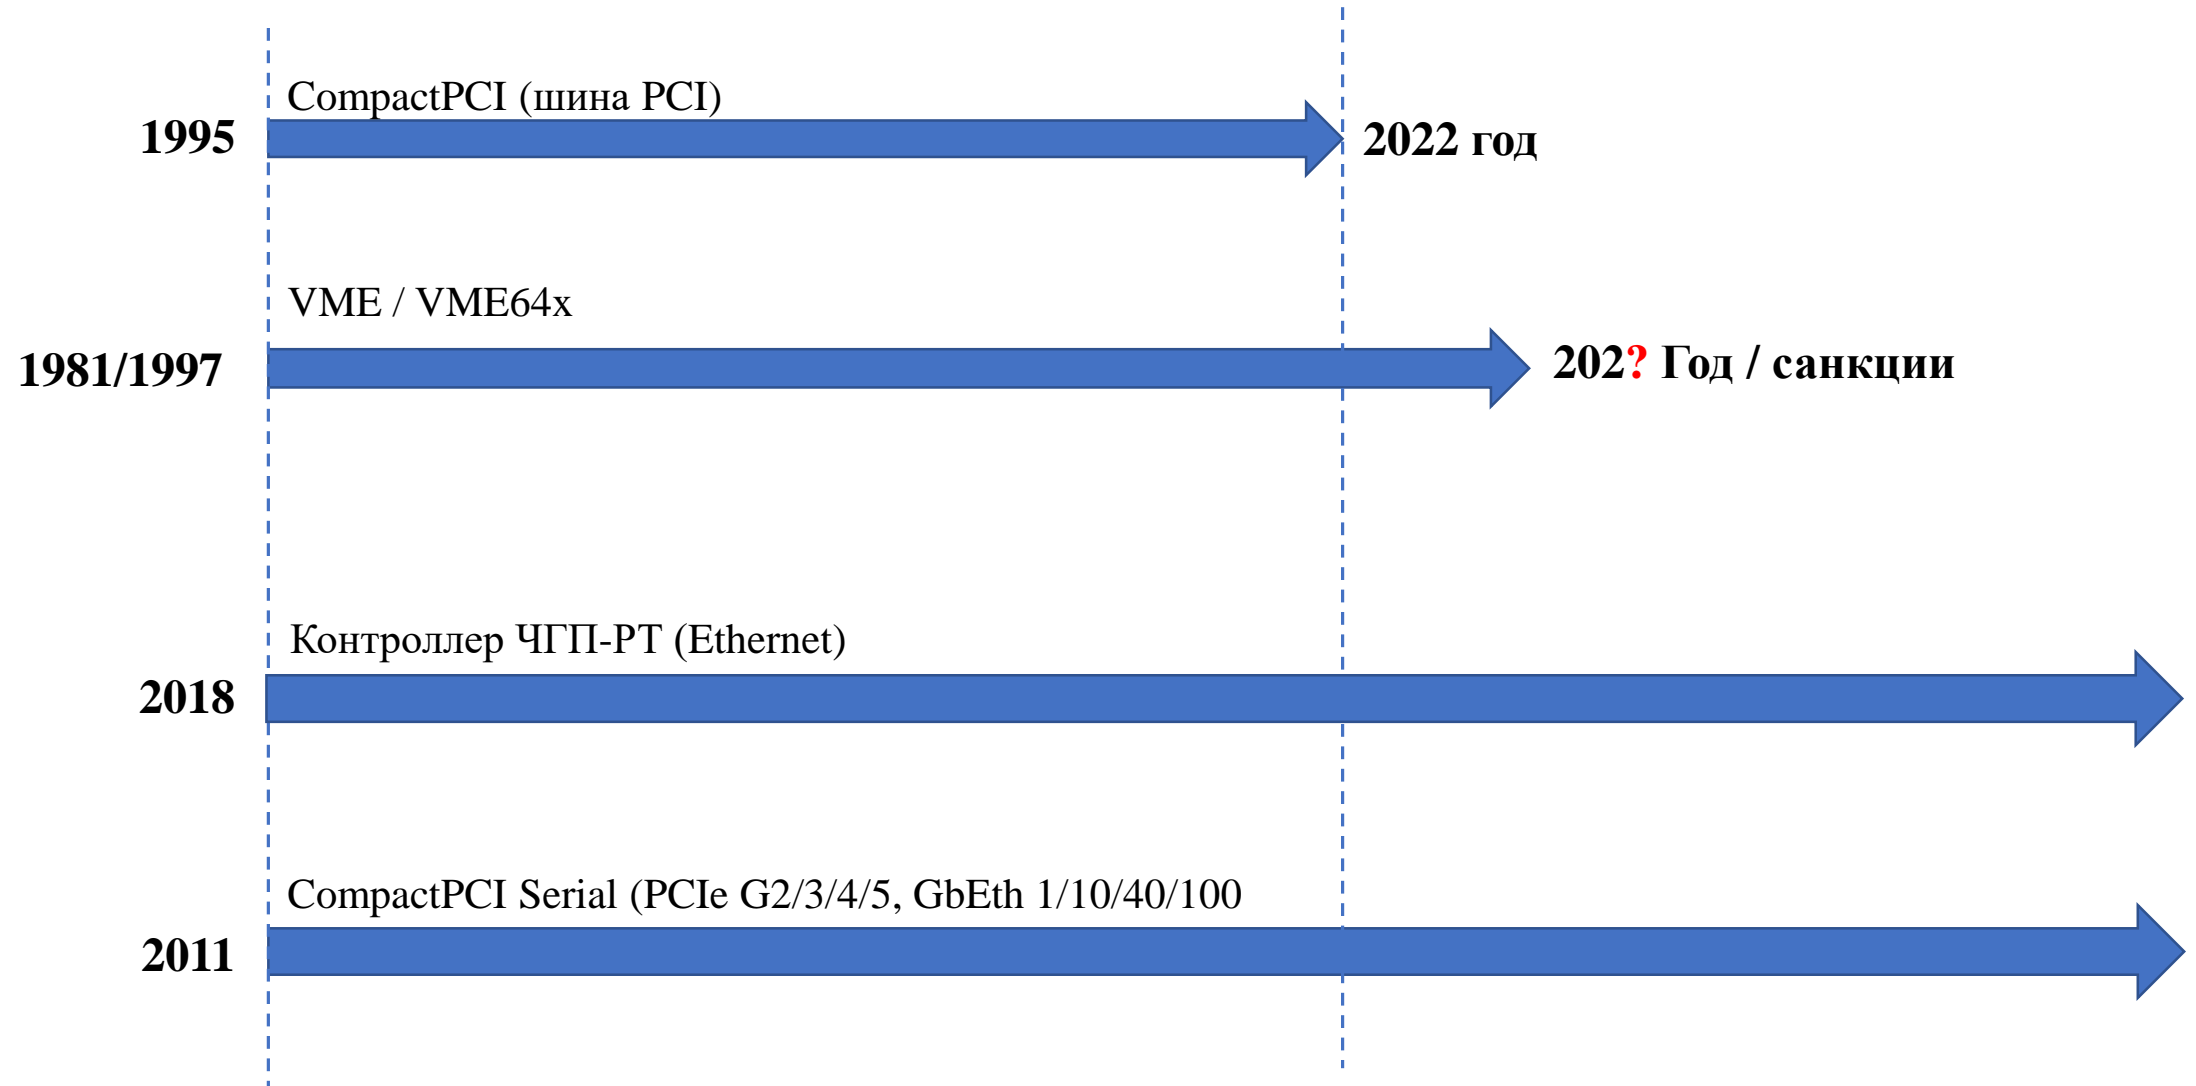 CompactPCI (шина PCI)
1995
2022 год
VME / VME64x
1981/1997
202? Год / санкции
Контроллер ЧГП-РТ (Ethernet)
2018
CompactPCI Serial (PCIe G2/3/4/5, GbEth 1/10/40/100
2011